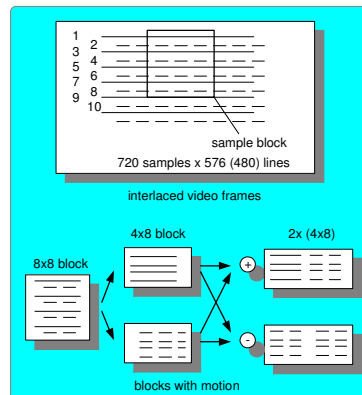 1
2
3
4
5
6
7
8
9
10
sample block
720 samples x 576 (480) lines
interlaced video frames
4x8 block
2x (4x8)
8x8 block
+
-
blocks with motion